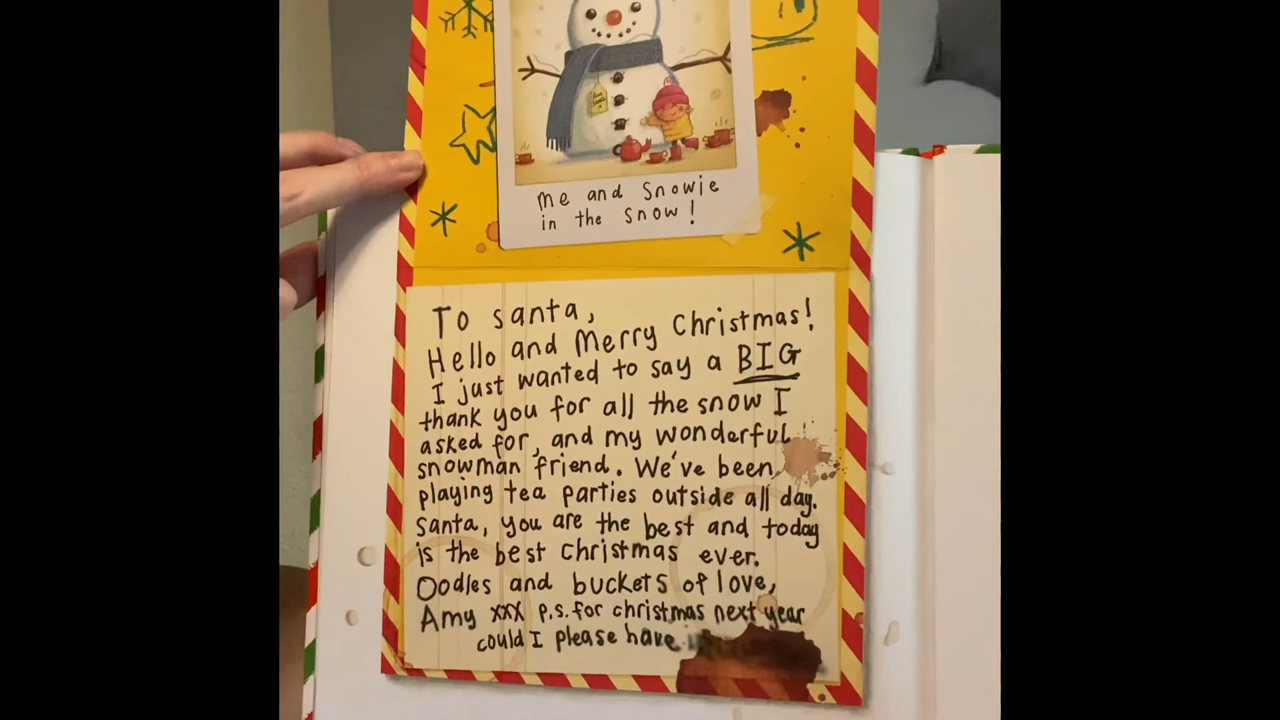 me and Snowie
in the snow!
To santa,
Hello and Merry Christmas!
I just wanted to say a BIG
thank you for all the snow I
asked for, and my wonderful
snowman friend. We've been
playing tea parties outside all day.
Santa, you are the best and today
is the best Christmas ever.
Oodles and buckets of love,
Amy xxx p.s. for christmas next year
could I please have